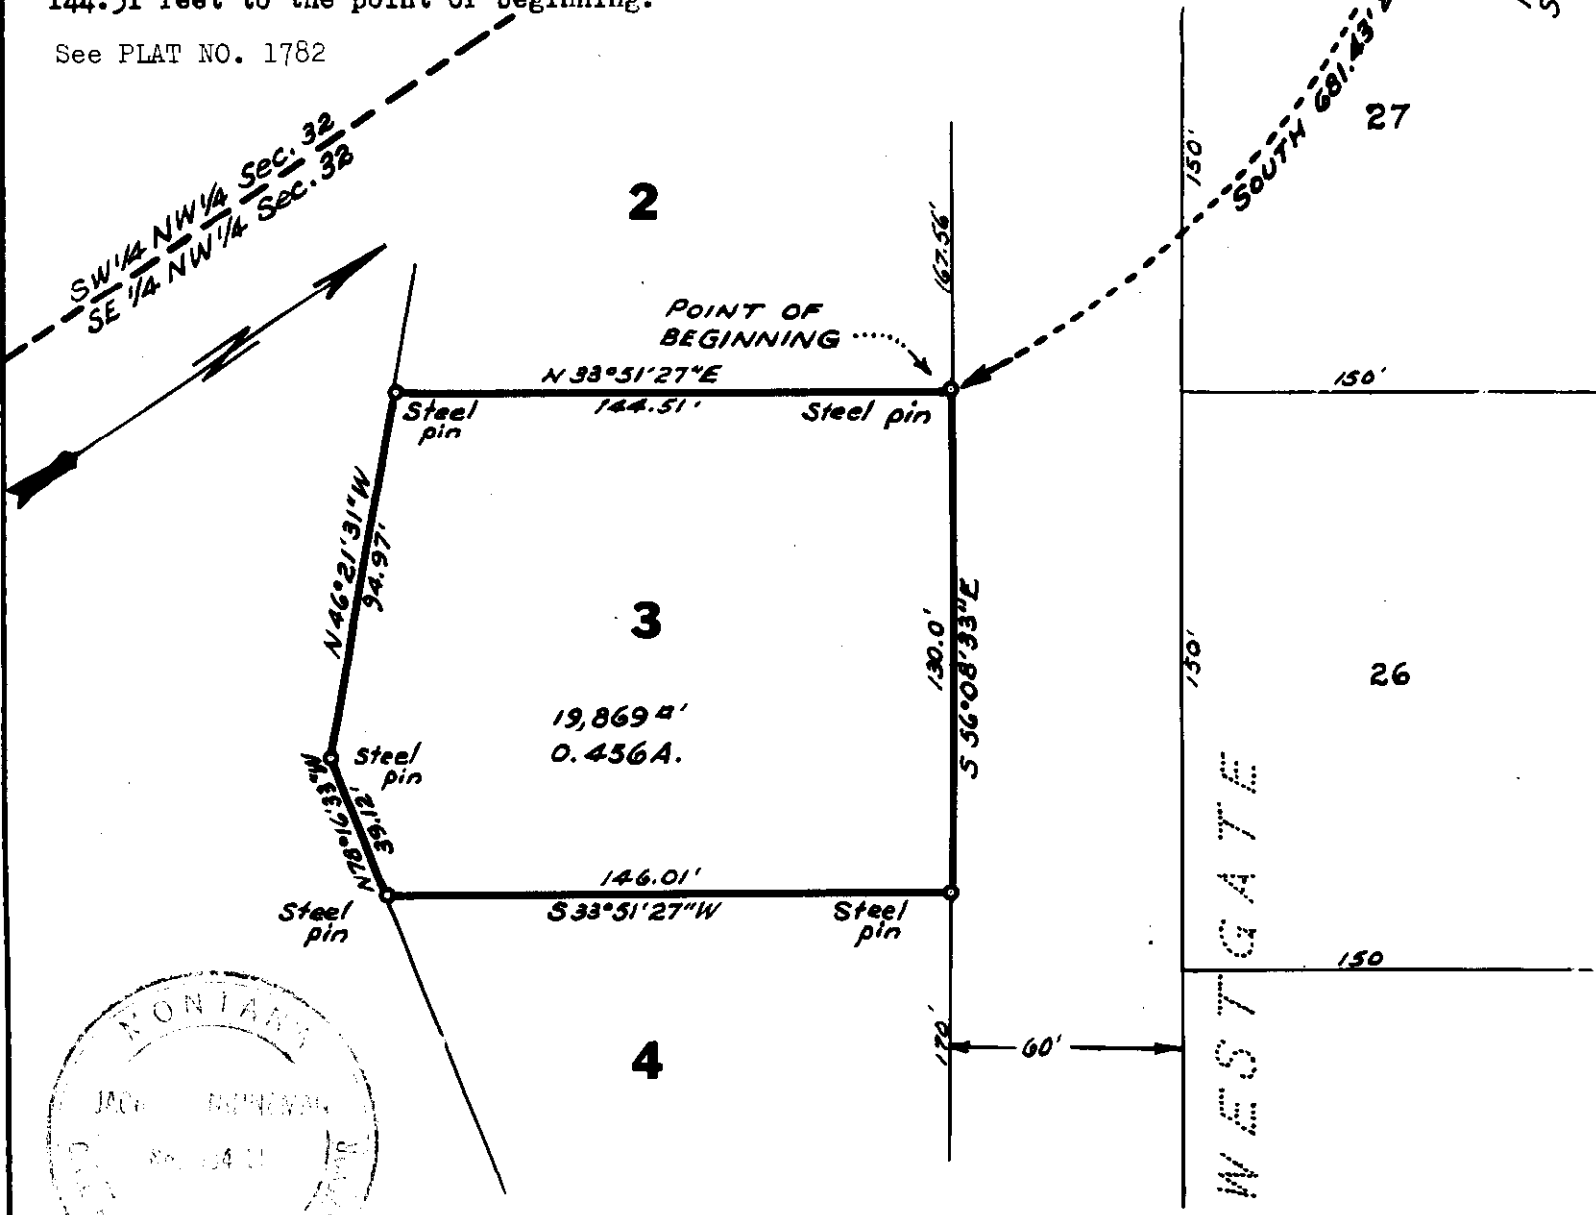 144.51 feet to the point of beginning.
See PLAT NO. 1782
SW 1/4 NW 1/4 Sec. 32
SE 1/4 NW 1/4 Sec. 32
2
167.56'
150'
SOUTH 681.43'
27
POINT OF
BEGINNING
N 33°51'27"E
144.51'
Steel
pin
Steel pin
150'
N 46°21'31"W
94.97'
3
130.0'
S 56°08'33"E
150'
26
19,869 □'
0.456A.
Steel
pin
N78°16'33"W
39.12'
146.01'
S 33°51'27"W
Steel
pin
Steel
pin
WESTGATE
150
4
170'
60'
MONTANA
JACK